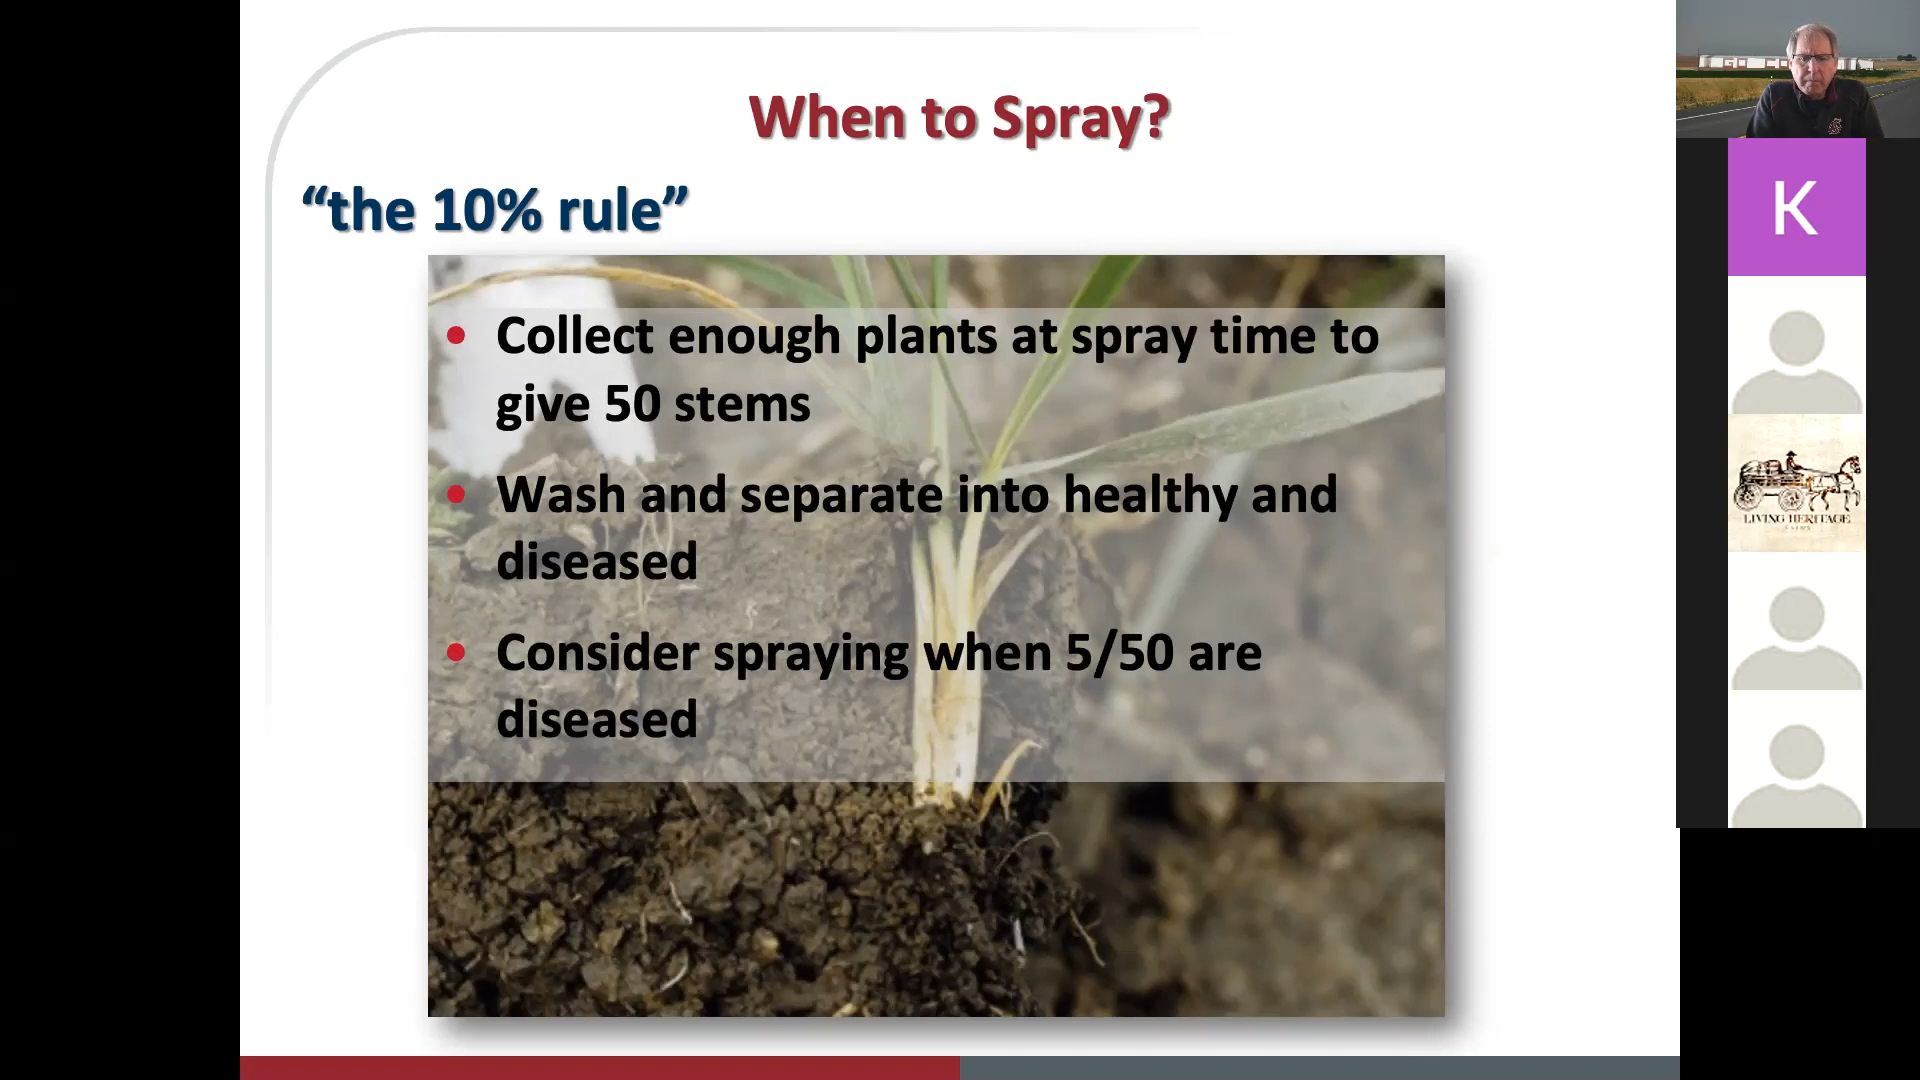 When to Spray?
“the 10% rule”
• Collect enough plants at spray time to
give 50 stems
• Wash and separate into healthy and
diseased
• Consider spraying when 5/50 are
diseased
K
LIVING HERITAGE